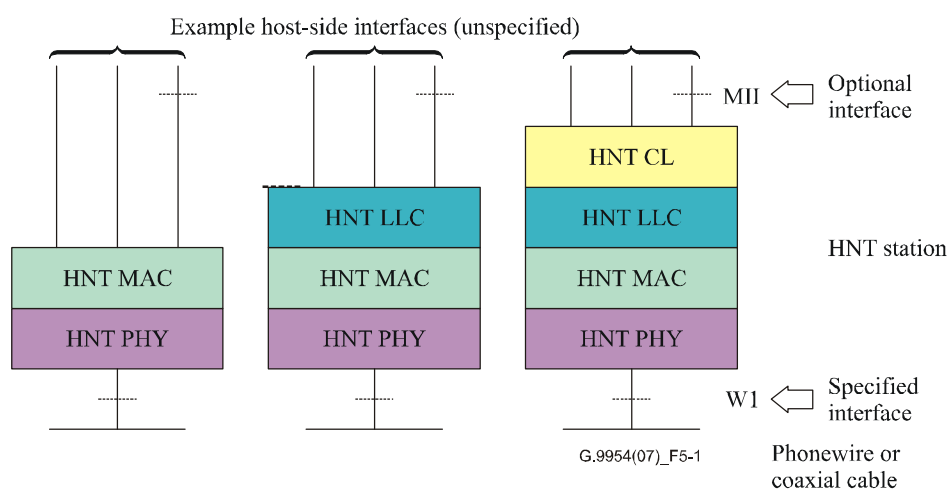 Example host-side interfaces (unspecified)
MII
Optional
interface
HNT CL
HNT LLC
HNT LLC
HNT station
HNT MAC
HNT MAC
HNT MAC
HNT PHY
HNT PHY
HNT PHY
W1
Specified
interface
G.9954(07)_F5-1
Phonewire or
coaxial cable